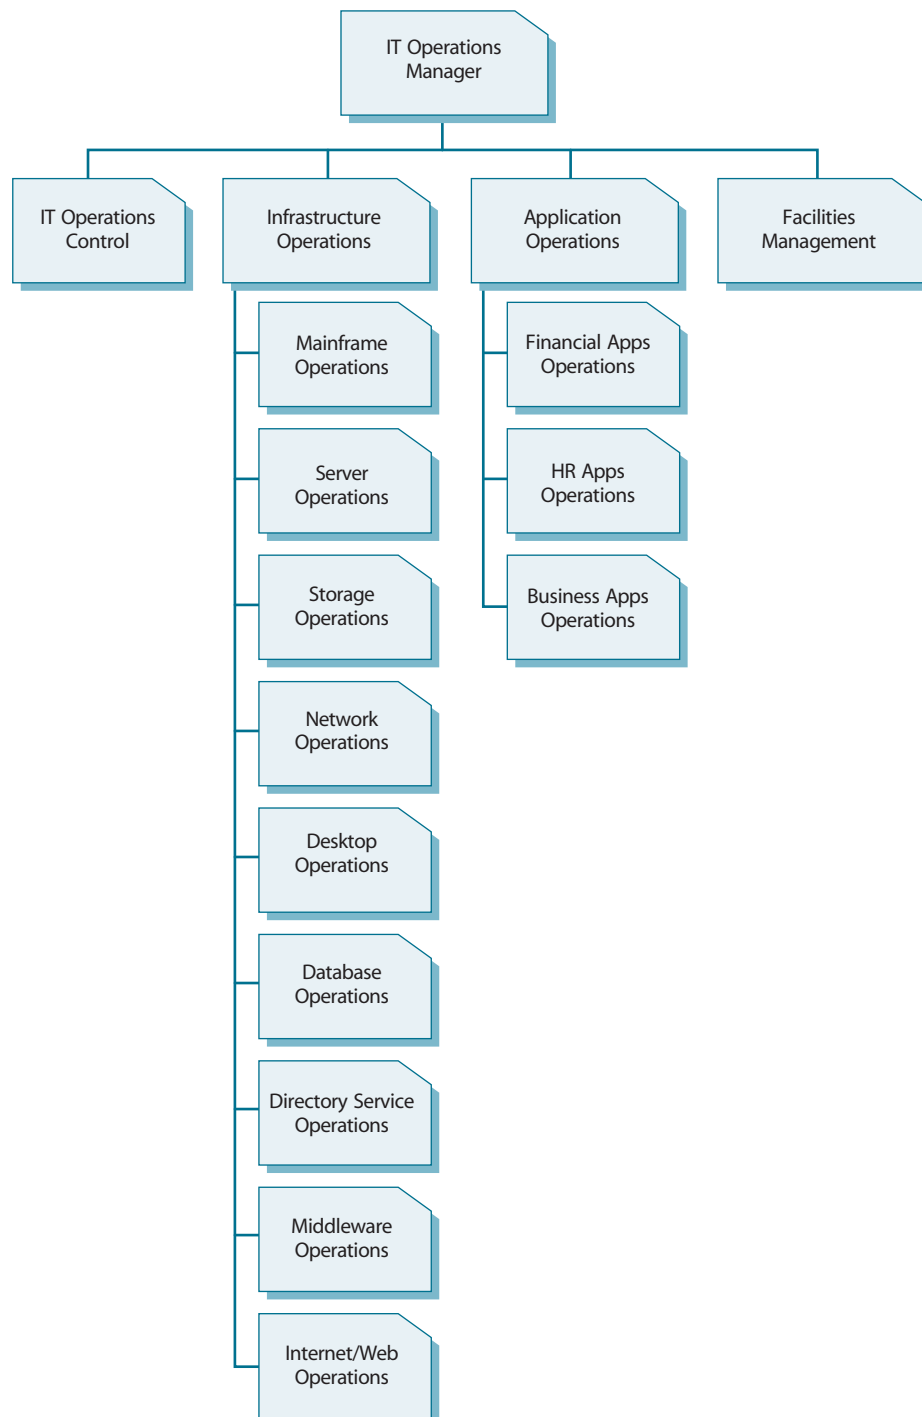 IT Operations
Manager
IT Operations
Control
Infrastructure
Operations
Application
Operations
Facilities
Management
Mainframe
Operations
Server
Operations
Storage
Operations
Network
Operations
Desktop
Operations
Database
Operations
Directory Service
Operations
Middleware
Operations
Internet/Web
Operations
Financial Apps
Operations
HR Apps
Operations
Business Apps
Operations